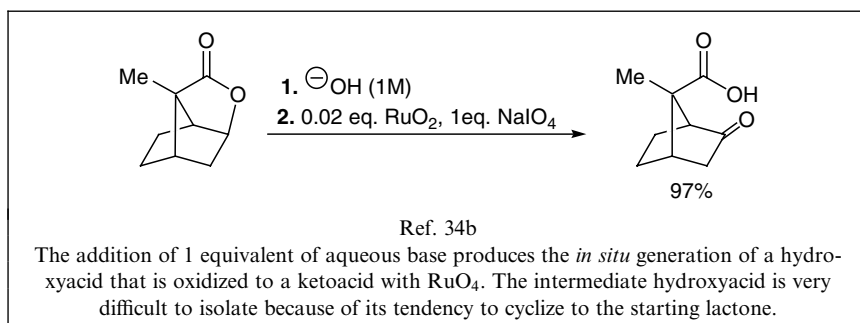 O
Me
O
1. ⊖OH (1M)
2. 0.02 eq. RuO2, 1eq. NaIO4
O
Me
OH
O
97%
Ref. 34b
The addition of 1 equivalent of aqueous base produces the in situ generation of a hydro-
xyacid that is oxidized to a ketoacid with RuO4. The intermediate hydroxyacid is very
difficult to isolate because of its tendency to cyclize to the starting lactone.